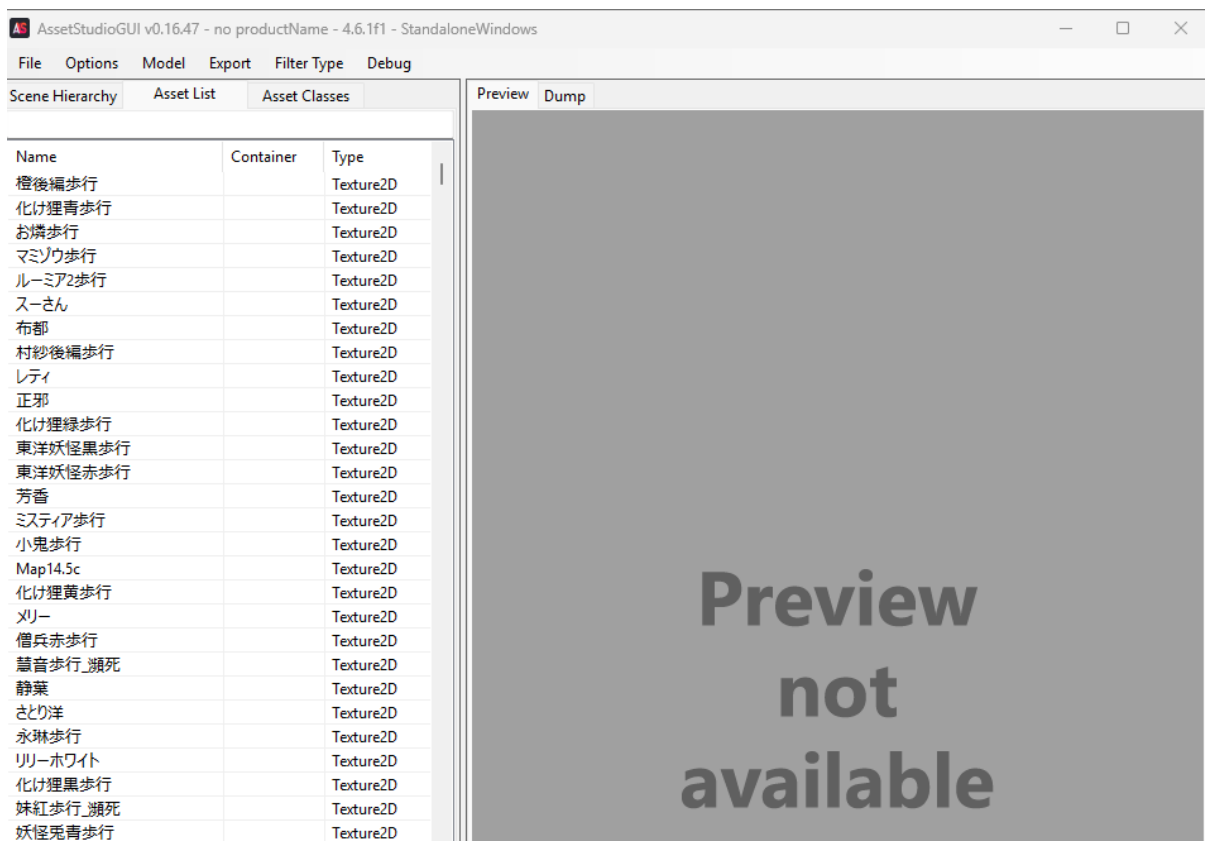 AS AssetStudioGUI v0.16.47 - no productName - 4.6.1f1 - StandaloneWindows
File Options Model Export Filter Type Debug
Scene Hierarchy Asset List Asset Classes Preview Dump
Name Container Type
橙後編歩行 Texture2D
化け狸青歩行 Texture2D
お燐歩行 Texture2D
マミゾウ歩行 Texture2D
ルーミア2歩行 Texture2D
スーさん Texture2D
布都 Texture2D
村紗後編歩行 Texture2D
レティ Texture2D
正邪 Texture2D
化け狸緑歩行 Texture2D
東洋妖怪黒歩行 Texture2D
東洋妖怪赤歩行 Texture2D
芳香 Texture2D
ミスティア歩行 Texture2D
小鬼歩行 Texture2D
Map14.5c Texture2D
化け狸黄歩行 Texture2D
メリー Texture2D
僧兵赤歩行 Texture2D
慧音歩行_瀕死 Texture2D
静葉 Texture2D
さとり洋 Texture2D
永琳歩行 Texture2D
リリーホワイト Texture2D
化け狸黒歩行 Texture2D
妹紅歩行_瀕死 Texture2D
妖怪兎青歩行 Texture2D
Preview
not
available